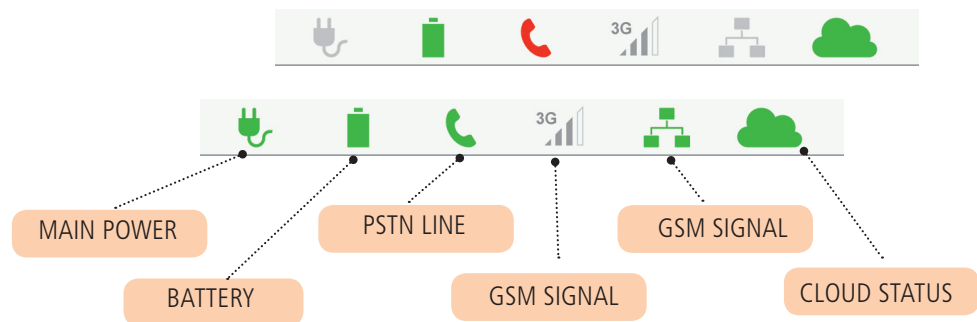 3G
3G
MAIN POWER
PSTN LINE
GSM SIGNAL
BATTERY
GSM SIGNAL
CLOUD STATUS